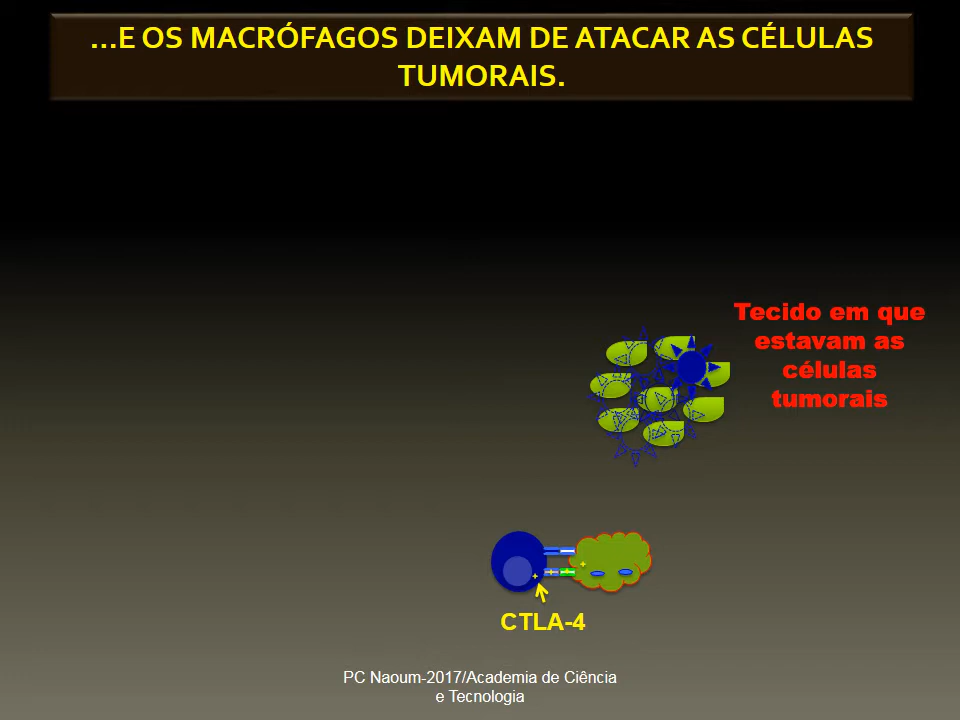 ...E OS MACRÓFAGOS DEIXAM DE ATACAR AS CÉLULAS
TUMORAIS.
Tecido em que
estavam as
células
tumorais
CTLA-4
PC Naoum-2017/Academia de Ciência
e Tecnologia